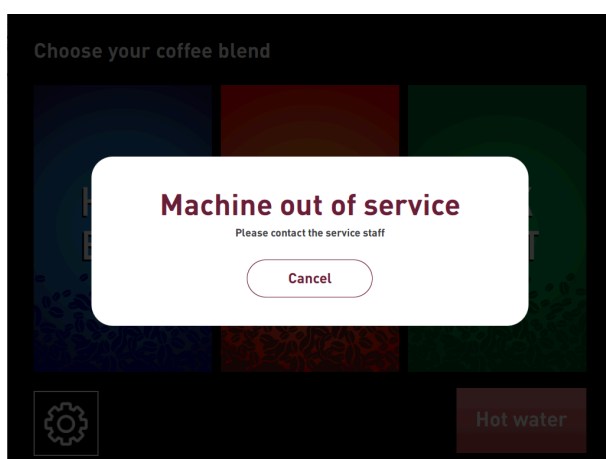 Choose your coffee blend
Machine out of service
Please contact the service staff
Cancel
Hot water